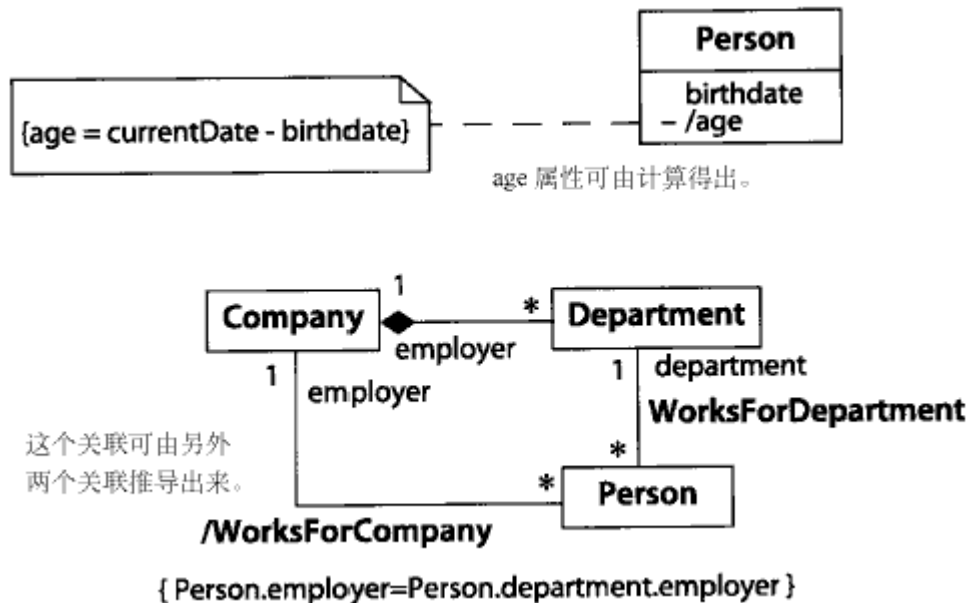 Person
birthdate
- /age
{age = currentDate - birthdate}
age 属性可由计算得出。
1
*
Company
Department
employer
1
employer
1
department
WorksForDepartment
这个关联可由另外
两个关联推导出来。
*
*
Person
/WorksForCompany
{ Person.employer=Person.department.employer }